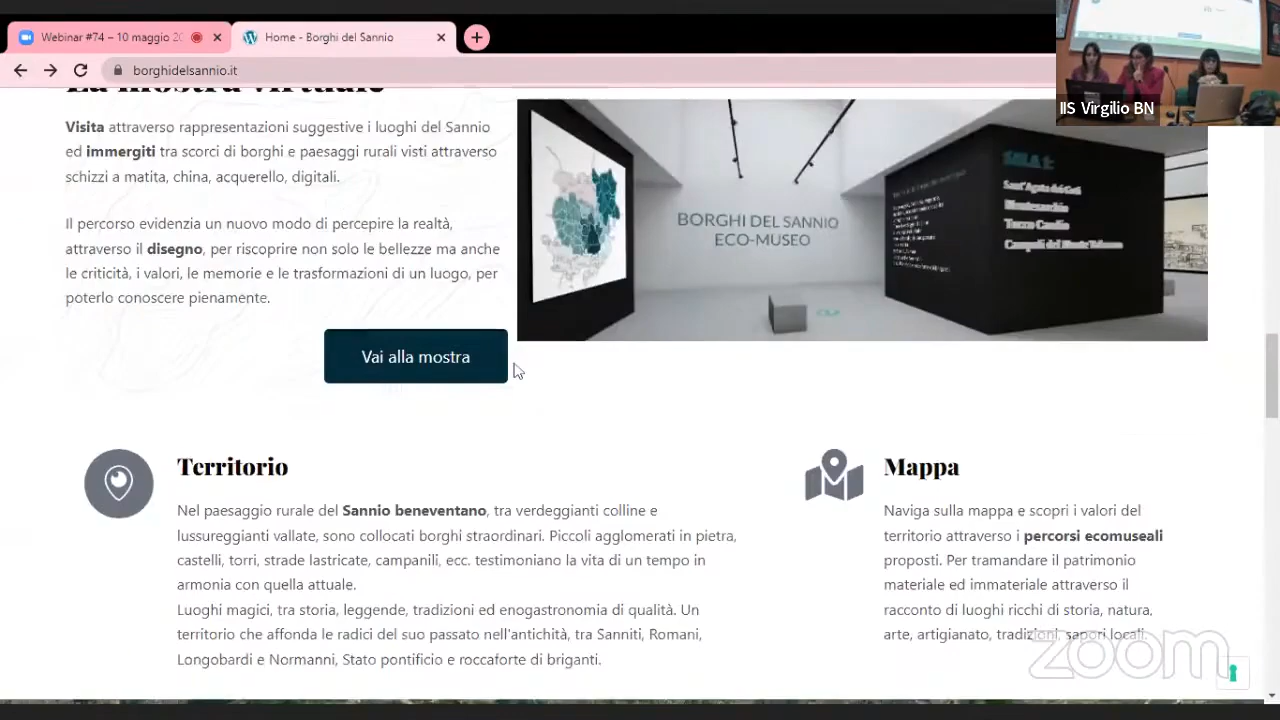 Webinar #74 – 10 maggio 20
Home - Borghi del Sannio
borghidelsannio.it
IIS Virgilio BN
La mostra virtuale
Visita attraverso rappresentazioni suggestive i luoghi del Sannio
ed immergiti tra scorci di borghi e paesaggi rurali visti attraverso
schizzi a matita, china, acquerello, digitali.
Il percorso evidenzia un nuovo modo di percepire la realtà,
attraverso il disegno, per riscoprire non solo le bellezze ma anche
le criticità, i valori, le memorie e le trasformazioni di un luogo, per
poterlo conoscere pienamente.
Vai alla mostra
BORGHI DEL SANNIO
ECO-MUSEO
SALA 1:
Sant'Agata dei Goti
Torrecuso
Campoli del Monte Taburno
Territorio
Nel paesaggio rurale del Sannio beneventano, tra verdeggianti colline e
lussureggianti vallate, sono collocati borghi straordinari. Piccoli agglomerati in pietra,
castelli, torri, strade lastricate, campanili, ecc. testimoniano la vita di un tempo in
armonia con quella attuale.
Luoghi magici, tra storia, leggende, tradizioni ed enogastronomia di qualità. Un
territorio che affonda le radici del suo passato nell'antichità, tra Sanniti, Romani,
Longobardi e Normanni, Stato pontificio e roccaforte di briganti.
Mappa
Naviga sulla mappa e scopri i valori del
territorio attraverso i percorsi ecomuseali
proposti. Per tramandare il patrimonio
materiale ed immateriale attraverso il
racconto di luoghi ricchi di storia, natura,
arte, artigianato, tradizioni, sapori locali.
zoom